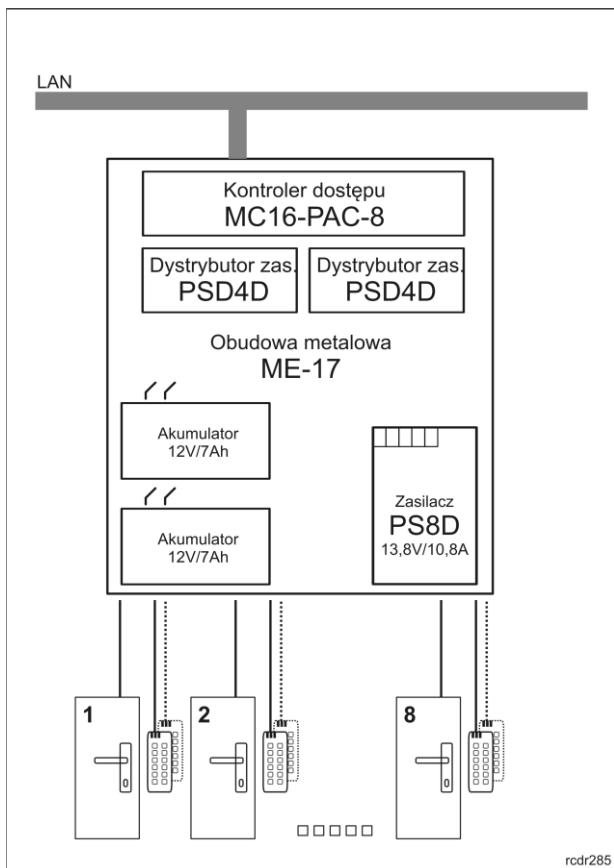 LAN
Kontroler dostępu
MC16-PAC-8
Dystrybutor zas.
PSD4D
Dystrybutor zas.
PSD4D
Obudowa metalowa
ME-17
Akumulator
12V/7Ah
Akumulator
12V/7Ah
Zasilacz
PS8D
13,8V/10,8A
1
2
8
rcdr285